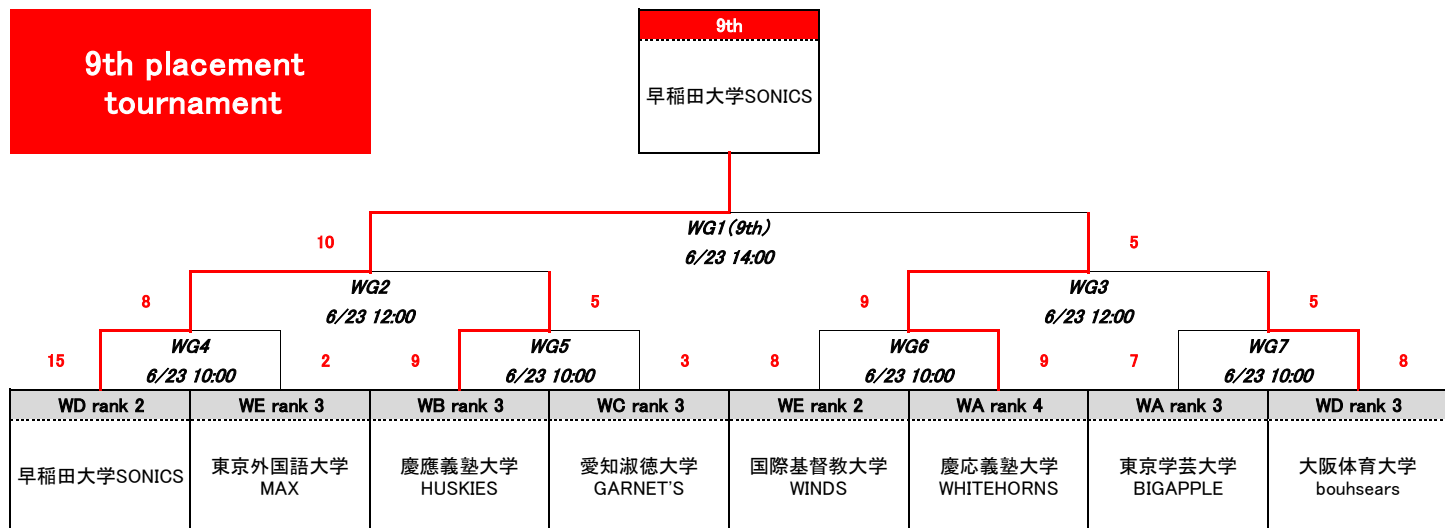 9th placement
tournament
9th
早稲田大学SONICS
WG1(9th)
10
5
6/23 14:00
WG2
WG3
8
5
9
5
6/23 12:00
6/23 12:00
WG4
WG5
WG6
WG7
15
2
9
3
8
9
7
8
6/23 10:00
6/23 10:00
6/23 10:00
6/23 10:00
WD rank 2
WE rank 3
WB rank 3
WC rank 3
WE rank 2
WA rank 4
WA rank 3
WD rank 3
早稲田大学SONICS
東京外国語大学
MAX
慶應義塾大学
HUSKIES
愛知淑徳大学
GARNET'S
国際基督教大学
WINDS
慶応義塾大学
WHITEHORNS
東京学芸大学
BIGAPPLE
大阪体育大学
bouhsears